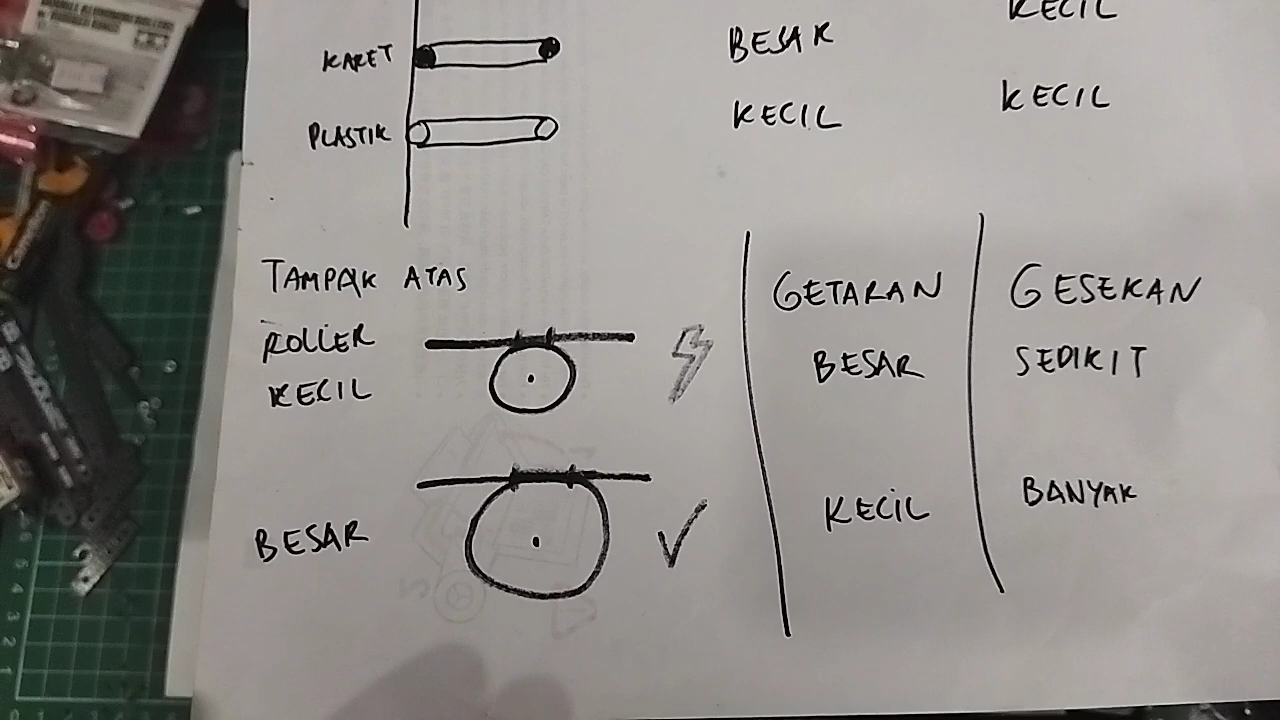 KECIL
KARET BESAR
PLASTIK KECIL KECIL
TAMPAK ATAS GETARAN GESEKAN
ROLLER BESAR SEDIKIT
KECIL
BESAR KECIL BANYAK